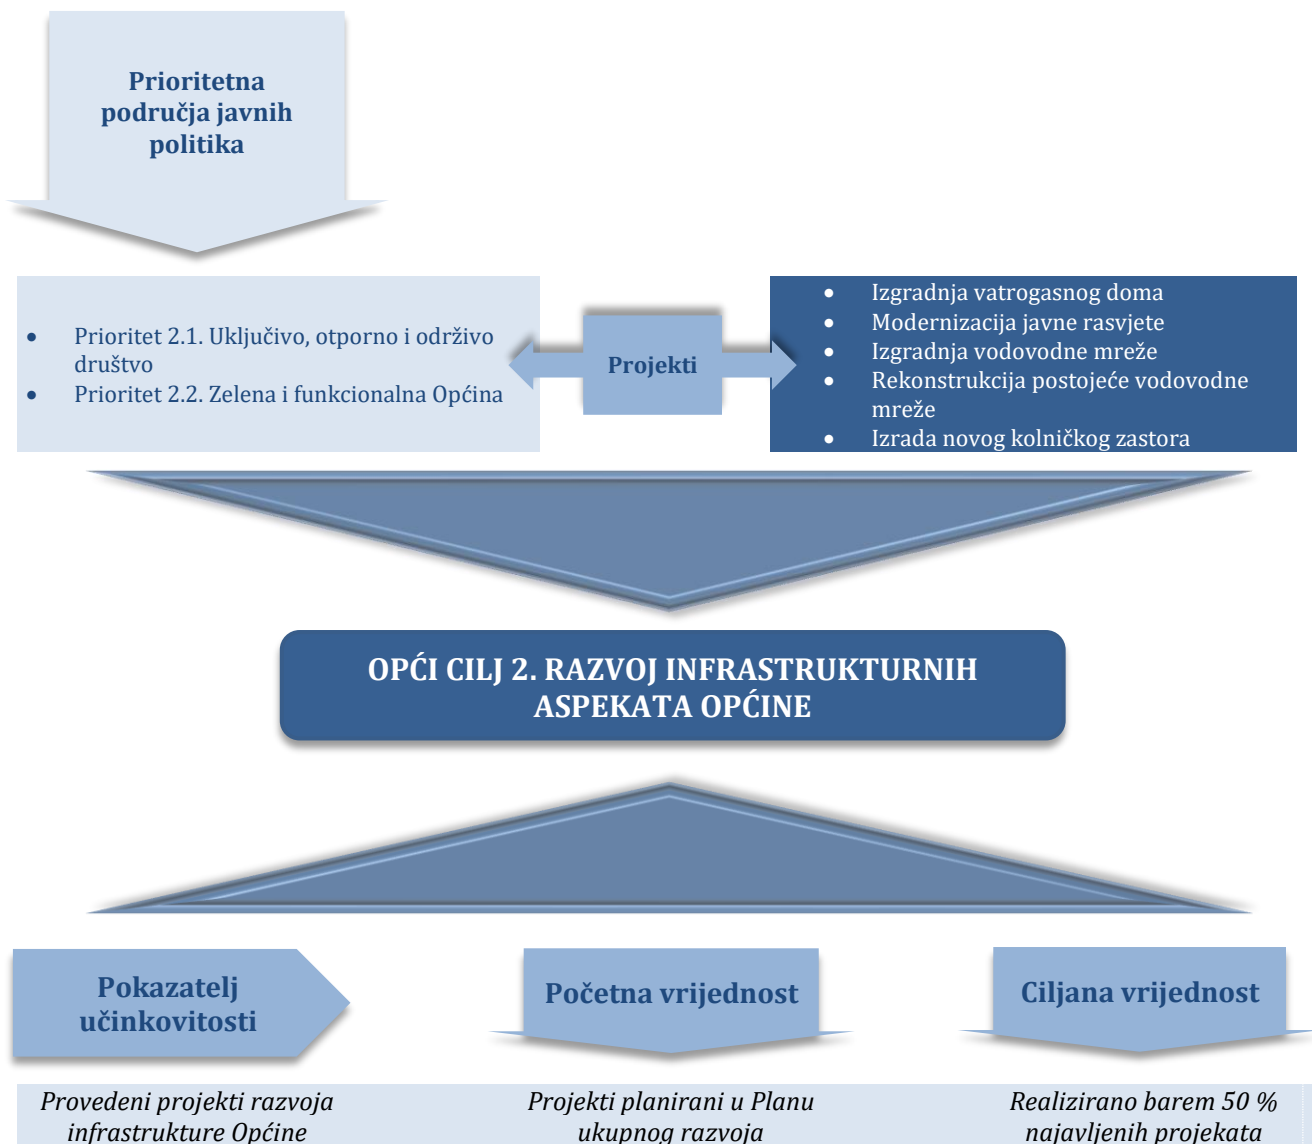 Prioritetna
područja javnih
politika
• Prioritet 2.1. Uključivo, otporno i održivo
društvo
• Prioritet 2.2. Zelena i funkcionalna Općina
Projekti
• Izgradnja vatrogasnog doma
• Modernizacija javne rasvjete
• Izgradnja vodovodne mreže
• Rekonstrukcija postojeće vodovodne
mreže
• Izrada novog kolničkog zastora
OPĆI CILJ 2. RAZVOJ INFRASTRUKTURNIH
ASPEKATA OPĆINE
Pokazatelj
učinkovitosti
Početna vrijednost
Ciljana vrijednost
Provedeni projekti razvoja
infrastrukture Općine
Projekti planirani u Planu
ukupnog razvoja
Realizirano barem 50 %
najavljenih projekata